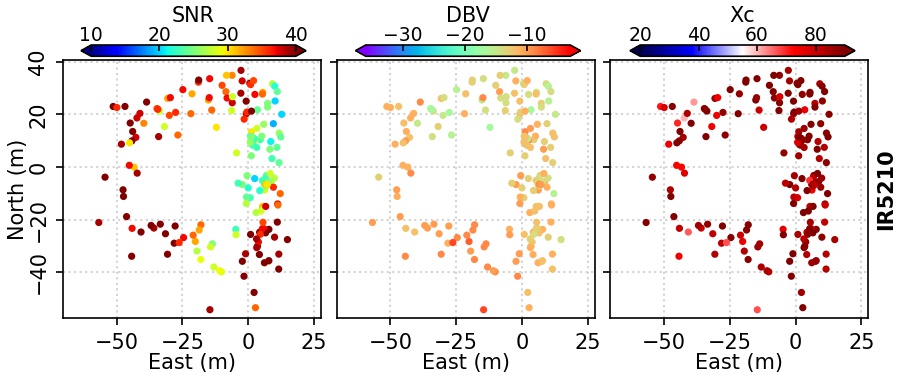 SNR DBV Xc
10 20 30 40 −30 −20 −10 20 40 60 80
40
20
0
−20
−40
North (m)
IR5210
−50 −25 0 25 −50 −25 0 25 −50 −25 0 25
East (m) East (m) East (m)